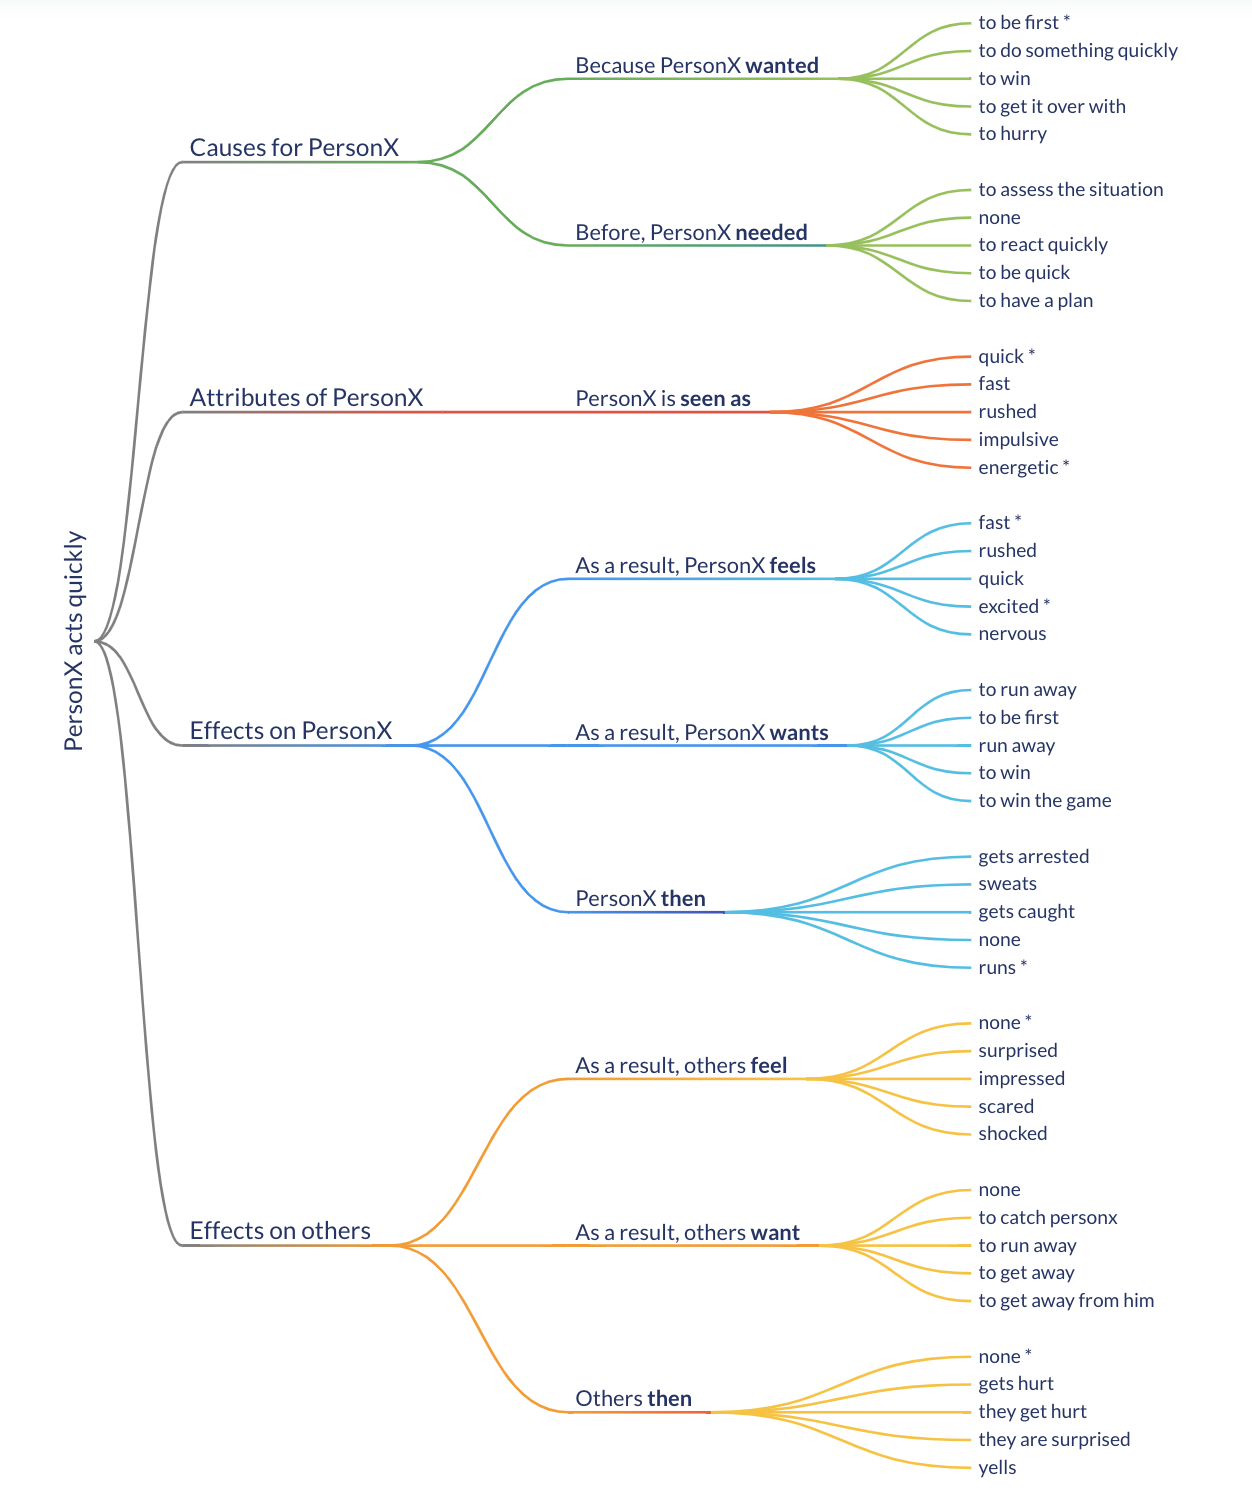 PersonX acts quickly
Causes for PersonX
Because PersonX wanted
to be first *
to do something quickly
to win
to get it over with
to hurry
Before, PersonX needed
to assess the situation
none
to react quickly
to be quick
to have a plan
Attributes of PersonX
PersonX is seen as
quick *
fast
rushed
impulsive
energetic *
Effects on PersonX
As a result, PersonX feels
fast *
rushed
quick
excited *
nervous
As a result, PersonX wants
to run away
to be first
run away
to win
to win the game
PersonX then
gets arrested
sweats
gets caught
none
runs *
Effects on others
As a result, others feel
none *
surprised
impressed
scared
shocked
As a result, others want
none
to catch personx
to run away
to get away
to get away from him
Others then
none *
gets hurt
they get hurt
they are surprised
yells